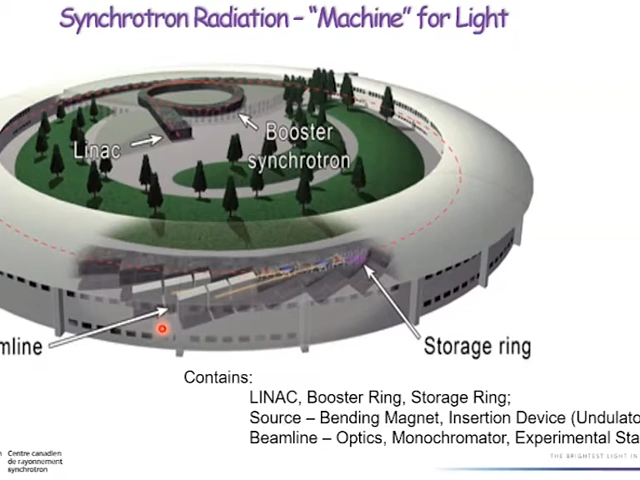 Synchrotron Radiation – “Machine” for Light
Linac
Booster
synchrotron
mline
Storage ring
Contains:
LINAC, Booster Ring, Storage Ring;
Source – Bending Magnet, Insertion Device (Undulato
Beamline – Optics, Monochromator, Experimental Sta
Centre canadien
de rayonnement
synchrotron
THE BRIGHTEST LIGHT IN